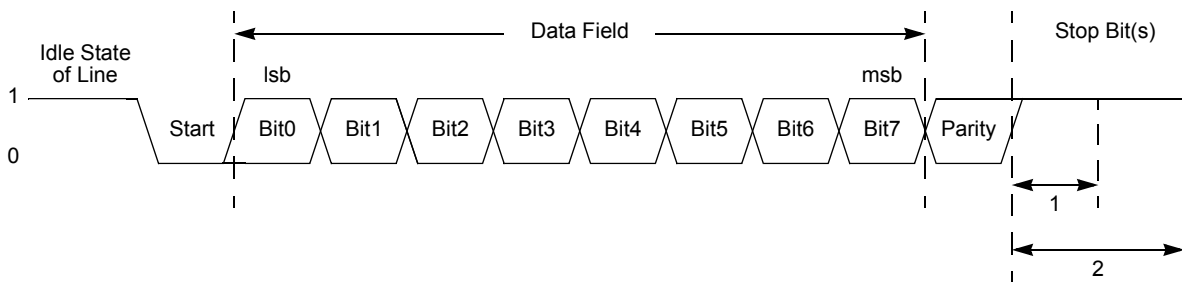 Data Field
Stop Bit(s)
Idle State
of Line
lsb
msb
1
Start
Bit0
Bit1
Bit2
Bit3
Bit4
Bit5
Bit6
Bit7
Parity
0
1
2